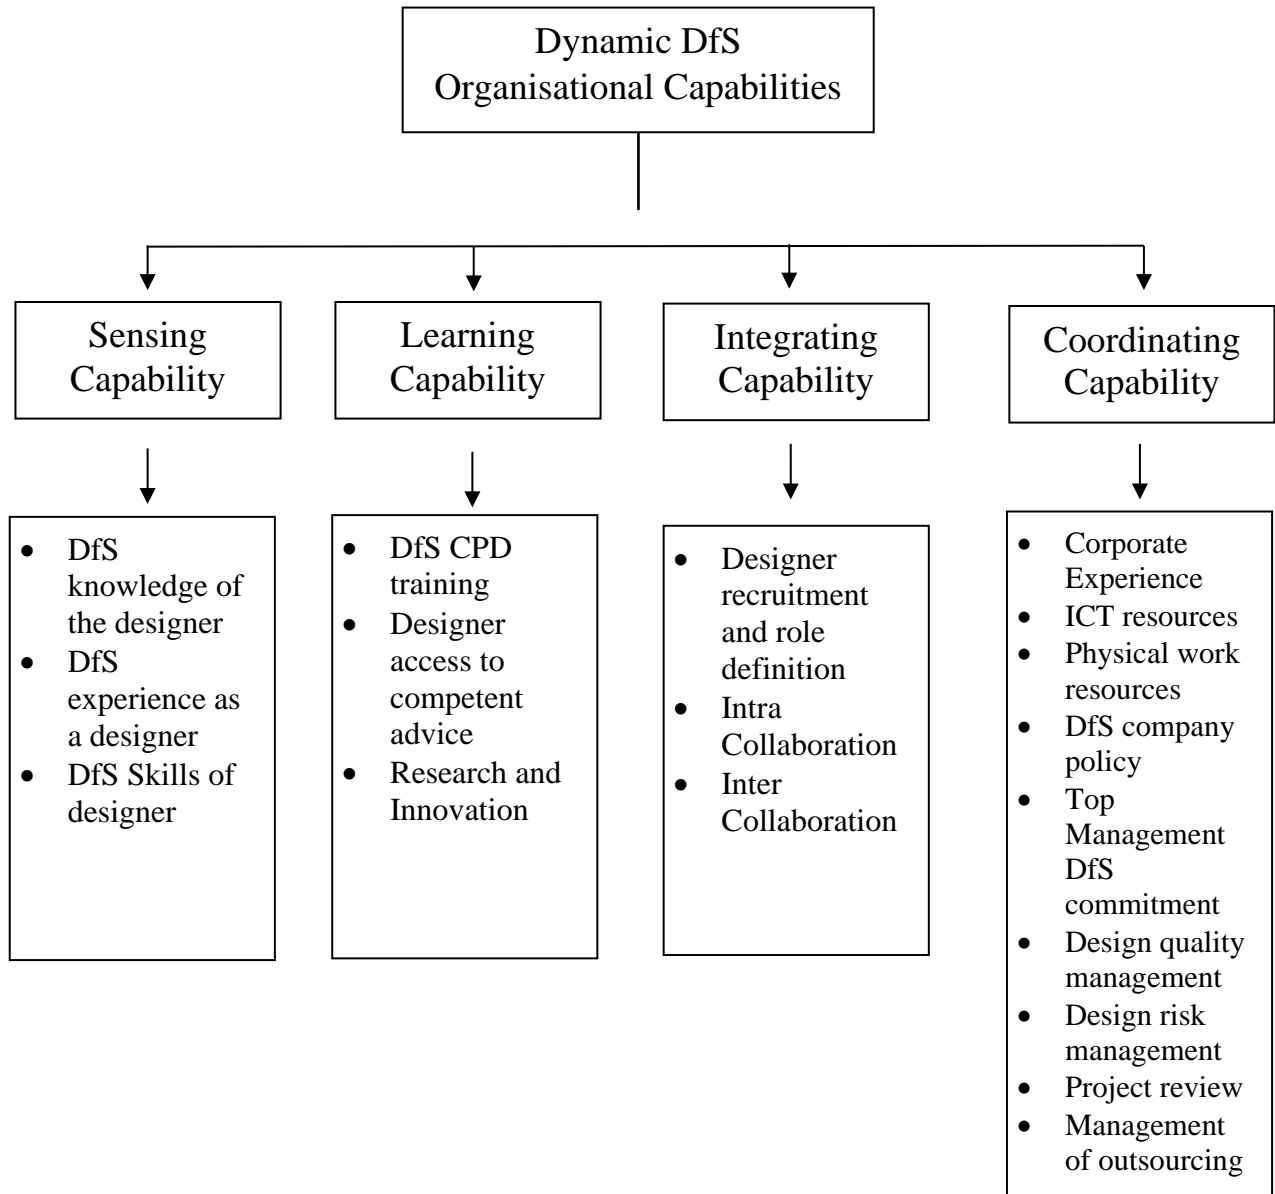 Dynamic DfS
Organisational Capabilities
Sensing
Capability
Learning
Capability
Integrating
Capability
Coordinating
Capability
• DfS
knowledge of
the designer
• DfS
experience as
a designer
• DfS Skills of
designer
• DfS CPD
training
• Designer
access to
competent
advice
• Research and
Innovation
• Designer
recruitment
and role
definition
• Intra
Collaboration
• Inter
Collaboration
• Corporate
Experience
• ICT resources
• Physical work
resources
• DfS company
policy
• Top
Management
DfS
commitment
• Design quality
management
• Design risk
management
• Project review
• Management
of outsourcing